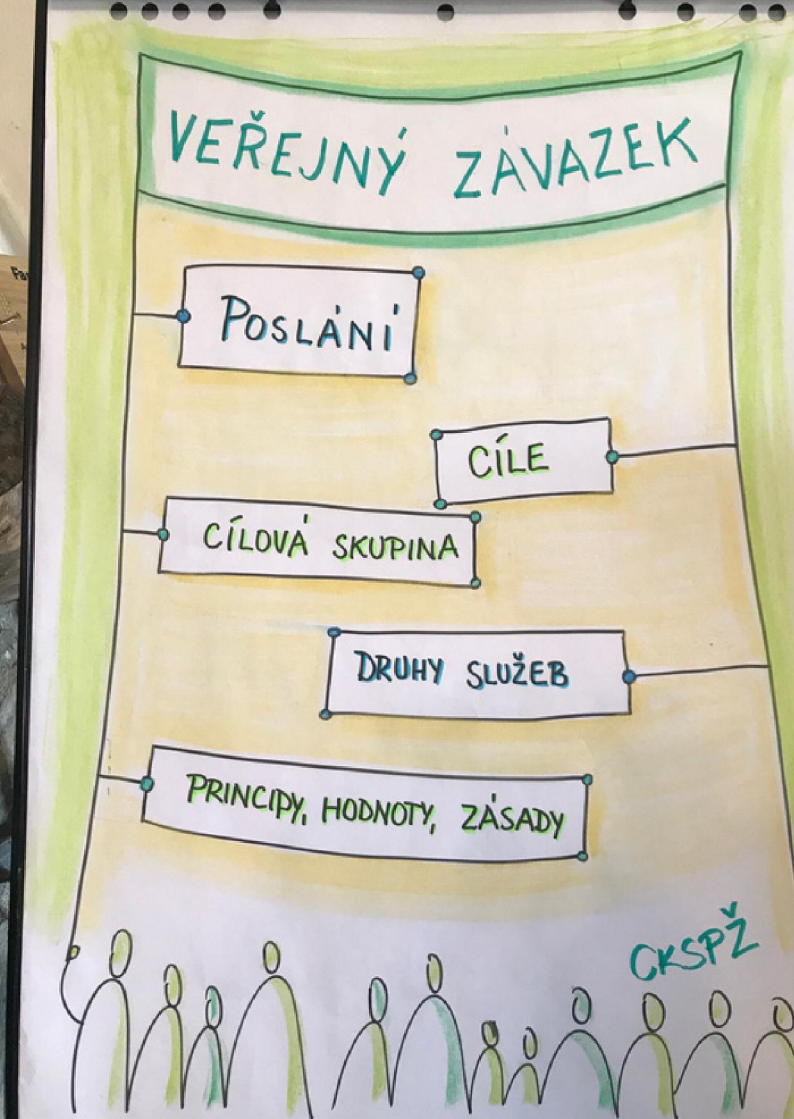 VEŘEJNÝ ZÁVAZEK
POSLÁNÍ
CÍLE
CÍLOVÁ SKUPINA
DRUHY SLUŽEB
PRINCIPY, HODNOTY, ZÁSADY
CKSPŽ